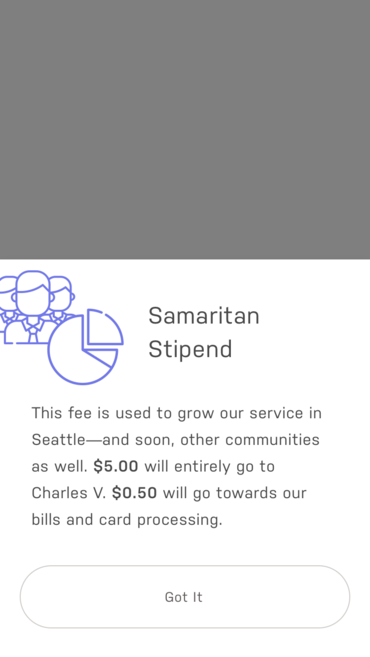 Samaritan
Stipend
This fee is used to grow our service in
Seattle—and soon, other communities
as well. $5.00 will entirely go to
Charles V. $0.50 will go towards our
bills and card processing.
Got It